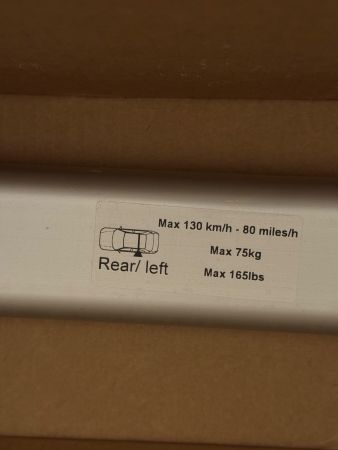 Max 130 km/h - 80 miles/h
Max 75kg
Max 165lbs
Rear/ left